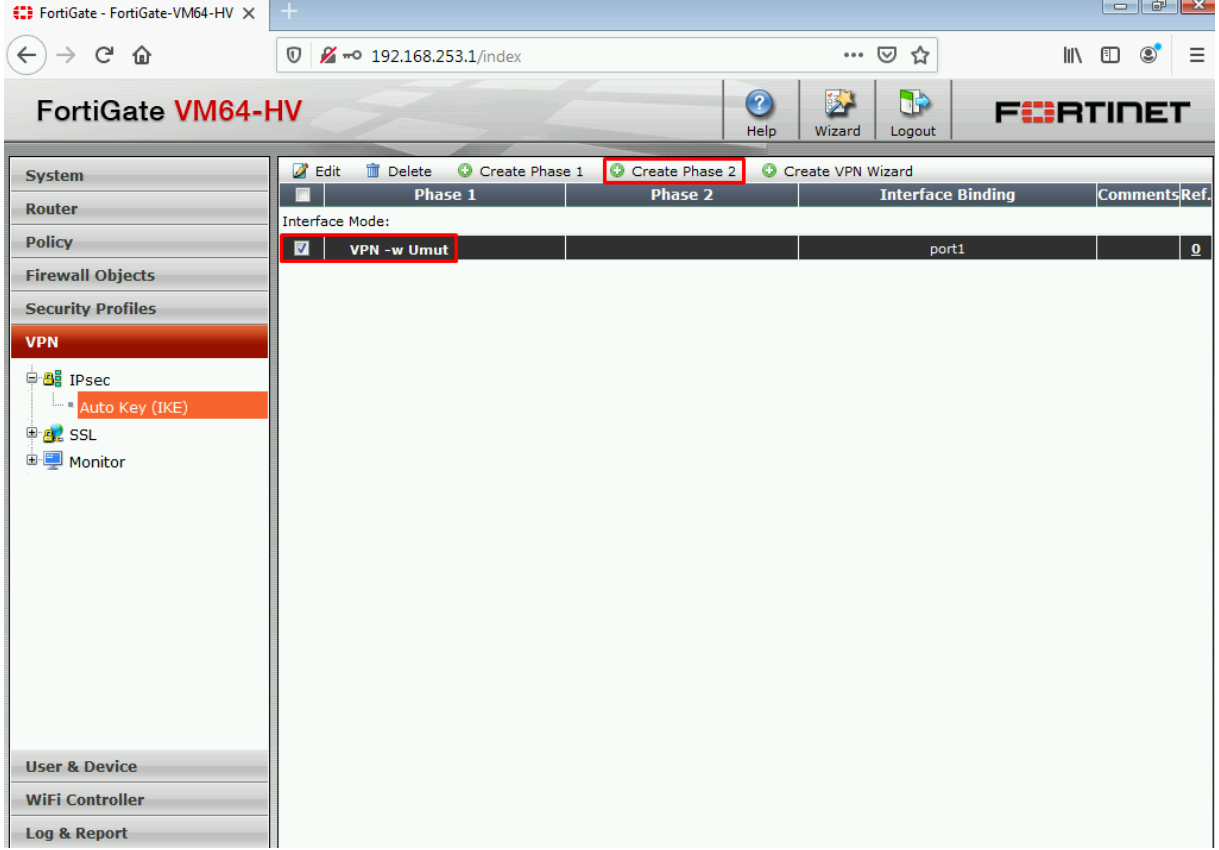 FortiGate - FortiGate-VM64-HV
192.168.253.1/index
FortiGate VM64-HV
Help
Wizard
Logout
FORTINET
System
Router
Policy
Firewall Objects
Security Profiles
VPN
IPsec
Auto Key (IKE)
SSL
Monitor
User & Device
WiFi Controller
Log & Report
Edit Delete Create Phase 1 Create Phase 2 Create VPN Wizard
Phase 1 Phase 2 Interface Binding Comments Ref.
Interface Mode:
VPN -w Umut port1 0